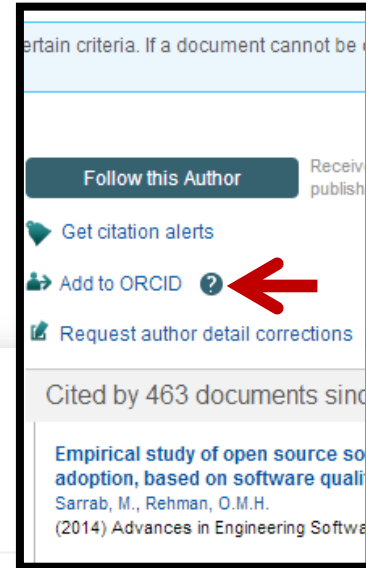 ertain criteria. If a document cannot be
Follow this Author
Receiv
publish
Get citation alerts
Add to ORCID ?
Request author detail corrections
Cited by 463 documents sinc
Empirical study of open source so
adoption, based on software quali
Sarrab, M., Rehman, O.M.H.
(2014) Advances in Engineering Softwa